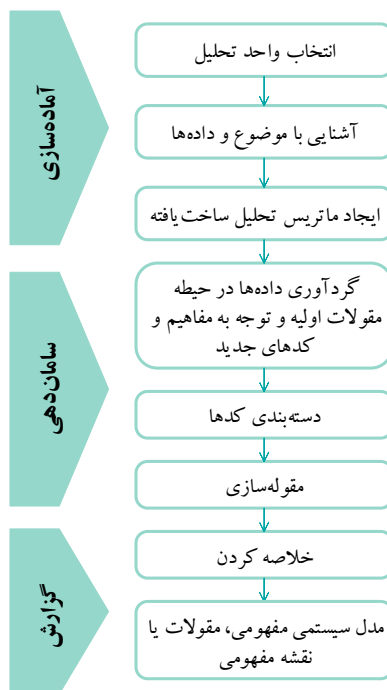 آماده‌سازی
انتخاب واحد تحلیل
آشنایی با موضوع و داده‌ها
ایجاد ماتریس تحلیل ساخت‌یافته
سامان‌دهی
گردآوری داده‌ها در حیطه
مقولات اولیه و توجه به مفاهیم و
کدهای جدید
دسته‌بندی کدها
مقوله‌سازی
گزارش
خلاصه کردن
مدل سیستمی مفهومی، مقولات یا
نقشه مفهومی